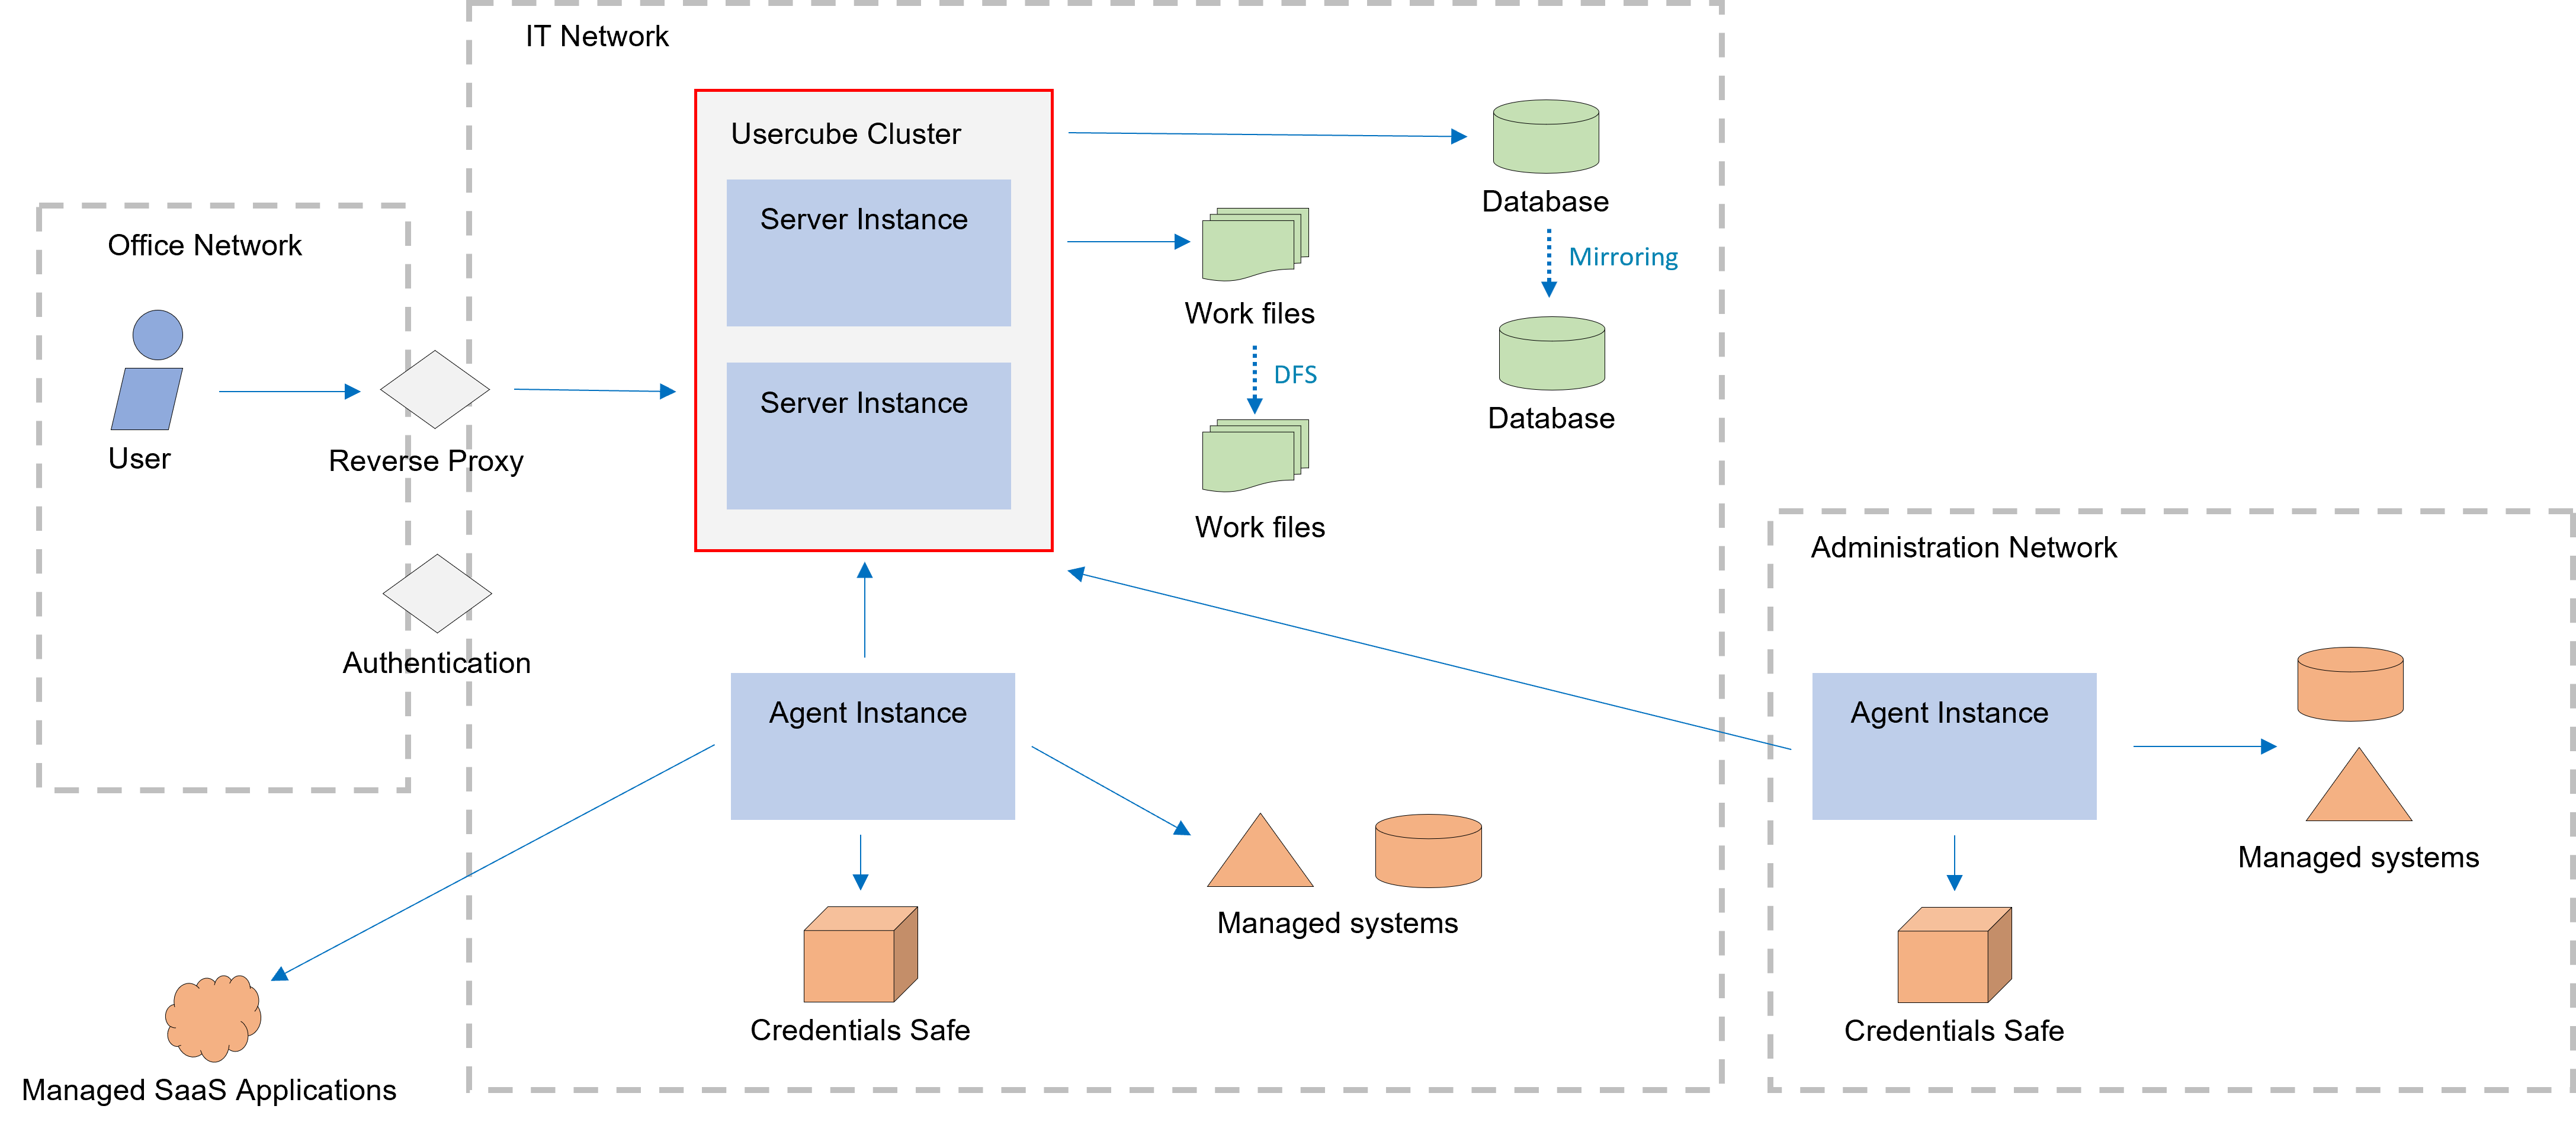 IT Network
Usercube Cluster
Server Instance
Server Instance
Database
Mirroring
Database
Work files
DFS
Work files
Office Network
User
Reverse Proxy
Authentication
Administration Network
Agent Instance
Agent Instance
Managed systems
Managed systems
Credentials Safe
Credentials Safe
Managed SaaS Applications